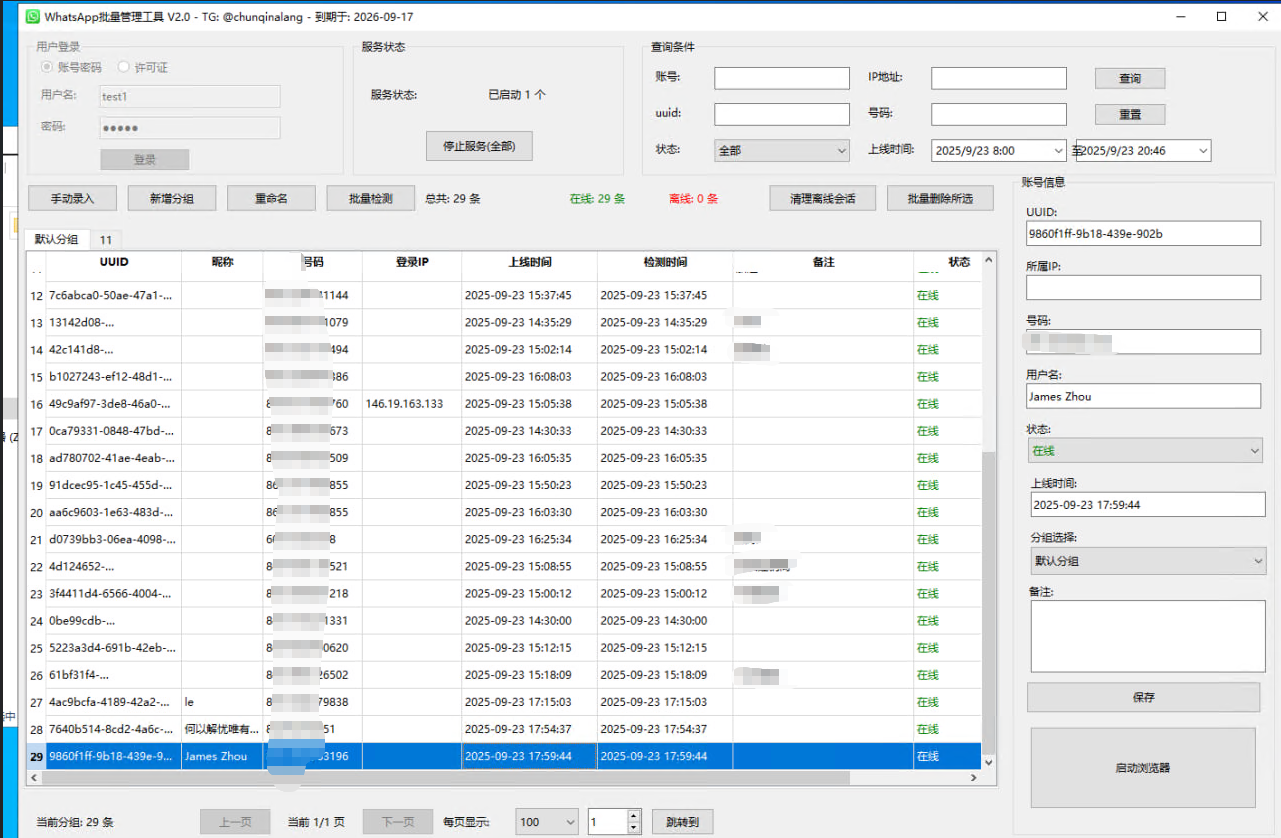 WhatsApp批量管理工具 V2.0 - TG: @chunqinalang - 到期于: 2026-09-17
用户登录
账号密码 许可证
用户名: test1
密码: ●●●●●
登录
服务状态
服务状态: 已启动 1 个
停止服务(全部)
查询条件
账号: IP地址: 查询
uuid: 号码: 重置
状态: 全部 上线时间: 2025/9/23 8:00 至 2025/9/23 20:46
手动录入 新增分组 重命名 批量检测 总共: 29 条 在线: 29 条 离线: 0 条 清理离线会话 批量删除所选
默认分组 11
UUID 昵称 号码 登录IP 上线时间 检测时间 备注 状态
12 7c6abca0-50ae-47a1-... 1144 2025-09-23 15:37:45 2025-09-23 15:37:45 在线
13 13142d08-... 1079 2025-09-23 14:35:29 2025-09-23 14:35:29 在线
14 42c141d8-... 494 2025-09-23 15:02:14 2025-09-23 15:02:14 在线
15 b1027243-ef12-48d1-... 386 2025-09-23 16:08:03 2025-09-23 16:08:03 在线
16 49c9af97-3de8-46a0-... 8 760 146.19.163.133 2025-09-23 15:05:38 2025-09-23 15:05:38 在线
17 0ca79331-0848-47bd-... 8 673 2025-09-23 14:30:33 2025-09-23 14:30:33 在线
18 ad780702-41ae-4eab-... 8 509 2025-09-23 16:05:35 2025-09-23 16:05:35 在线
19 91dcec95-1c45-455d-... 86 855 2025-09-23 15:50:23 2025-09-23 15:50:23 在线
20 aa6c9603-1e63-483d-... 86 855 2025-09-23 16:03:30 2025-09-23 16:03:30 在线
21 d0739bb3-06ea-4098-... 6 8 2025-09-23 16:25:34 2025-09-23 16:25:34 在线
22 4d124652-... 8 521 2025-09-23 15:08:55 2025-09-23 15:08:55 在线
23 3f4411d4-6566-4004-... 8 218 2025-09-23 15:00:12 2025-09-23 15:00:12 在线
24 0be99cdb-... 8 1331 2025-09-23 14:30:00 2025-09-23 14:30:00 在线
25 5223a3d4-691b-42eb-... 8 0620 2025-09-23 15:12:15 2025-09-23 15:12:15 在线
26 61bf31f4-... 8 26502 2025-09-23 15:18:09 2025-09-23 15:18:09 在线
27 4ac9bcfa-4189-42a2-... le 8 79838 2025-09-23 17:15:03 2025-09-23 17:15:03 在线
28 7640b514-8cd2-4a6c-... 何以解忧唯有... 8 51 2025-09-23 17:54:37 2025-09-23 17:54:37 在线
29 9860f1ff-9b18-439e-9... James Zhou 3196 2025-09-23 17:59:44 2025-09-23 17:59:44 在线
当前分组: 29 条 上一页 当前 1/1 页 下一页 每页显示: 100 1 跳转到
账号信息
UUID:
9860f1ff-9b18-439e-902b
所属IP:
号码:
用户名:
James Zhou
状态:
在线
上线时间:
2025-09-23 17:59:44
分组选择:
默认分组
备注:
保存
启动浏览器